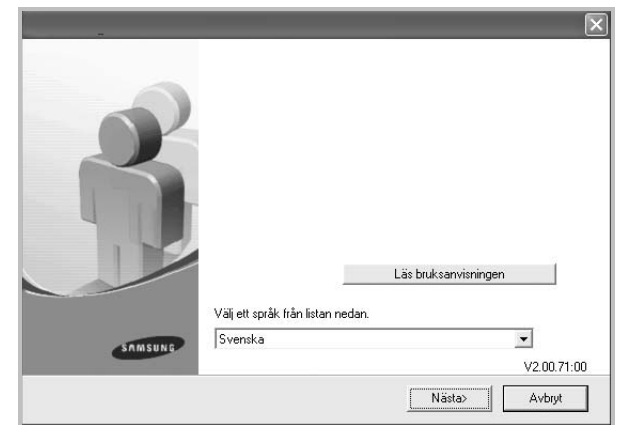 Läs bruksanvisningen
Välj ett språk från listan nedan.
Svenska
SAMSUNG
V2.00.71:00
Nästa>
Avbryt